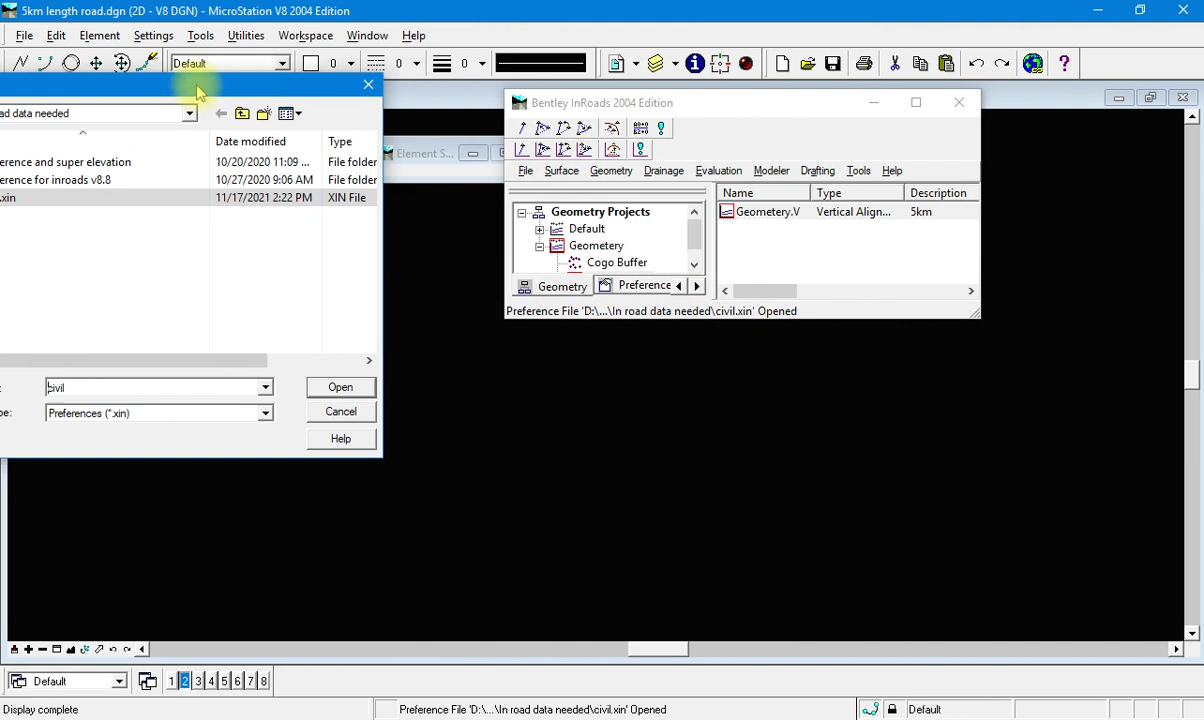 5km length road.dgn (2D - V8 DGN) - MicroStation V8 2004 Edition
File Edit Element Settings Tools Utilities Workspace Window Help
Default 0 0 0
ad data needed
Date modified Type
erence and super elevation 10/20/2020 11:09 ... File folder
erence for inroads v8.8 10/27/2020 9:06 AM File folder
.xin 11/17/2021 2:22 PM XIN File
civil
Open
pe: Preferences (*.xin)
Cancel
Help
Element S...
Bentley InRoads 2004 Edition
File Surface Geometry Drainage Evaluation Modeler Drafting Tools Help
Name Type Description
Geometry Projects
Default
Geometery
Cogo Buffer
Geometery.V Vertical Align... 5km
Geometry Preference
Preference File 'D:\...\In road data needed\civil.xin' Opened
Default 1 2 3 4 5 6 7 8
Display complete
Preference File 'D:\...\In road data needed\civil.xin' Opened
Default